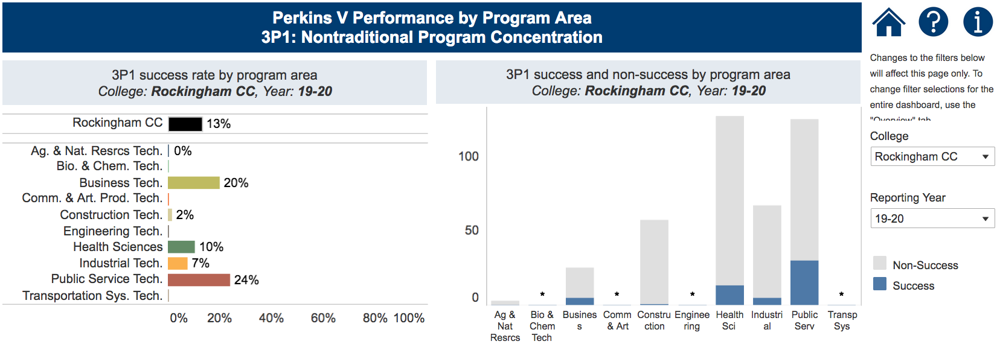 Perkins V Performance by Program Area
3P1: Nontraditional Program Concentration
3P1 success rate by program area
College: Rockingham CC, Year: 19-20
Rockingham CC 13%
Ag. & Nat. Resrcs Tech. 0%
Bio. & Chem. Tech.
Business Tech. 20%
Comm. & Art. Prod. Tech.
Construction Tech. 2%
Engineering Tech.
Health Sciences 10%
Industrial Tech. 7%
Public Service Tech. 24%
Transportation Sys. Tech.
0% 20% 40% 60% 80% 100%
3P1 success and non-success by program area
College: Rockingham CC, Year: 19-20
100
50
0
* * * *
Ag & Bio & Busines Comm Constru Enginee Health Industri Public Transp
Nat Chem s & Art ction ring Sci al Serv Sys
Resrcs Tech
?
i
Changes to the filters below
will affect this page only. To
change filter selections for the
entire dashboard, use the
"Overview" tab
College
Rockingham CC
Reporting Year
19-20
Non-Success
Success